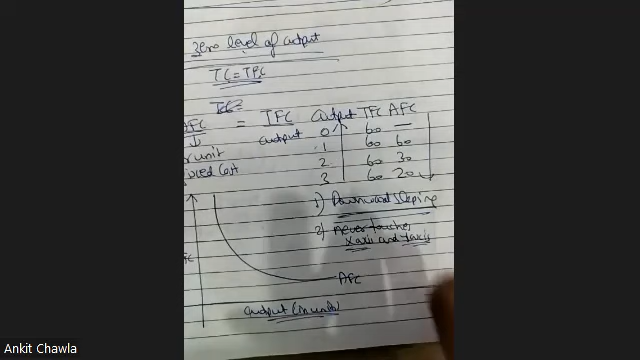 Zero level of output
TC = TFC
AFC = TFC
output
Per unit
fixed cost
Output TFC AFC
0 60 —
1 60 60
2 60 30
3 60 20
1) Downward sloping
2) never touches
X axis and Y axis
AFC
output (in units)
Ankit Chawla